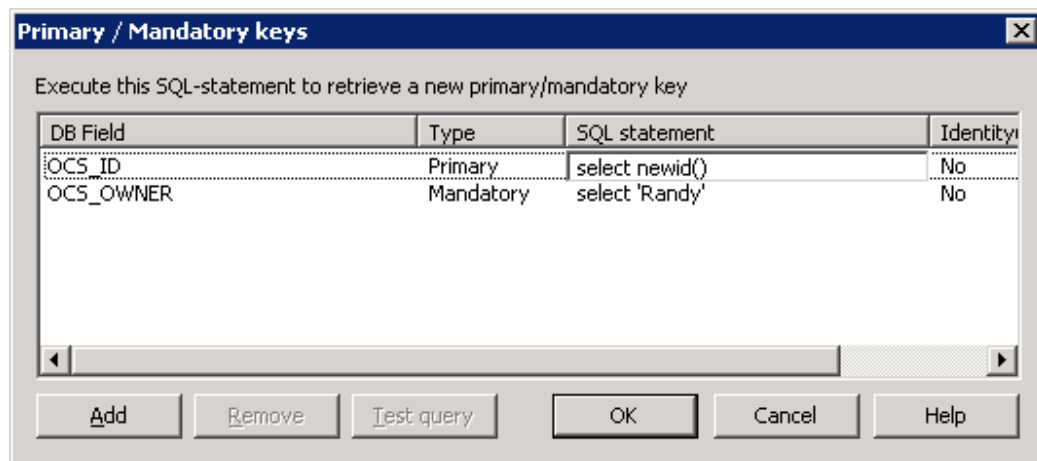 Primary / Mandatory keys
Execute this SQL-statement to retrieve a new primary/mandatory key
DB Field Type SQL statement Identity
OCS_ID Primary select newid() No
OCS_OWNER Mandatory select 'Randy' No
Add Remove Test query OK Cancel Help